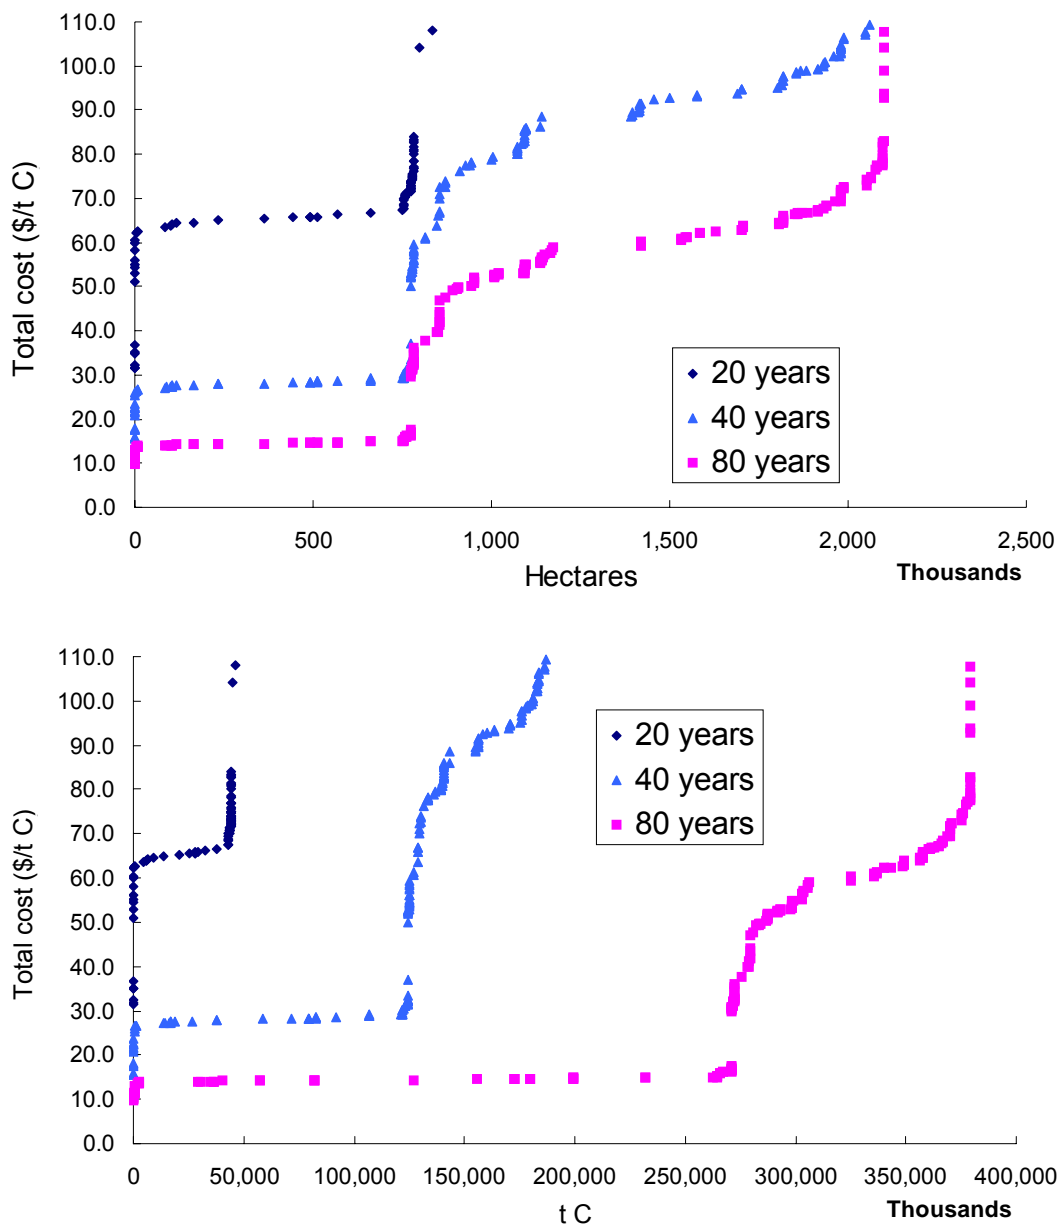 110.0
100.0
90.0
80.0
70.0
60.0
50.0
40.0
30.0
20.0
10.0
0.0
Total cost ($/t C)
20 years
40 years
80 years
0 500 1,000 1,500 2,000 2,500
Hectares
Thousands
110.0
100.0
90.0
80.0
70.0
60.0
50.0
40.0
30.0
20.0
10.0
0.0
Total cost ($/t C)
20 years
40 years
80 years
0 50,000 100,000 150,000 200,000 250,000 300,000 350,000 400,000
t C
Thousands